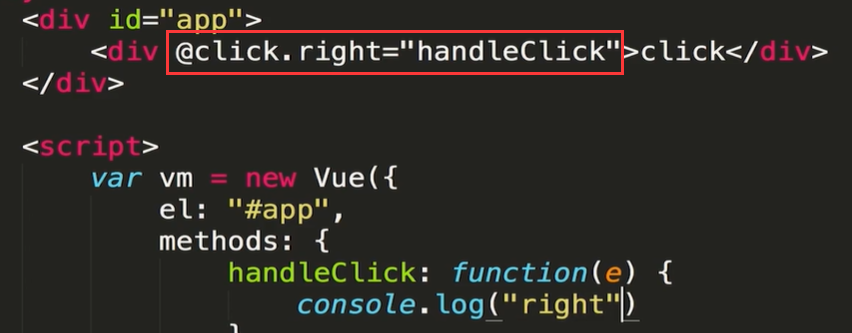 <div id="app">
<div @click.right="handleClick">click</div>
</div>
<script>
var vm = new Vue({
el: "#app",
methods: {
handleClick: function(e) {
console.log("right")